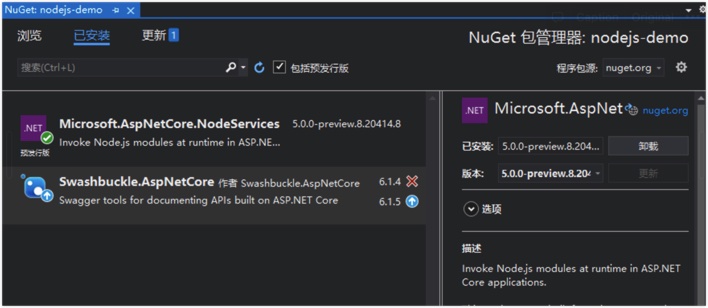 NuGet: nodejs-demo
浏览 已安装 更新 1
NuGet 包管理器: nodejs-demo
搜索(Ctrl+L)
包括预发行版
程序包源: nuget.org
.NET
预发行版
Microsoft.AspNetCore.NodeServices 5.0.0-preview.8.20414.8
Invoke Node.js modules at runtime in ASP.NE...
Swashbuckle.AspNetCore 作者 Swashbuckle.AspNetCore 6.1.4
Swagger tools for documenting APIs built on ASP.NET Core 6.1.5
.NET
Microsoft.AspNet
nuget.org
已安装: 5.0.0-preview.8.204... 卸载
版本: 5.0.0-preview.8.204 更新
选项
描述
Invoke Node.js modules at runtime in ASP.NET
Core applications.